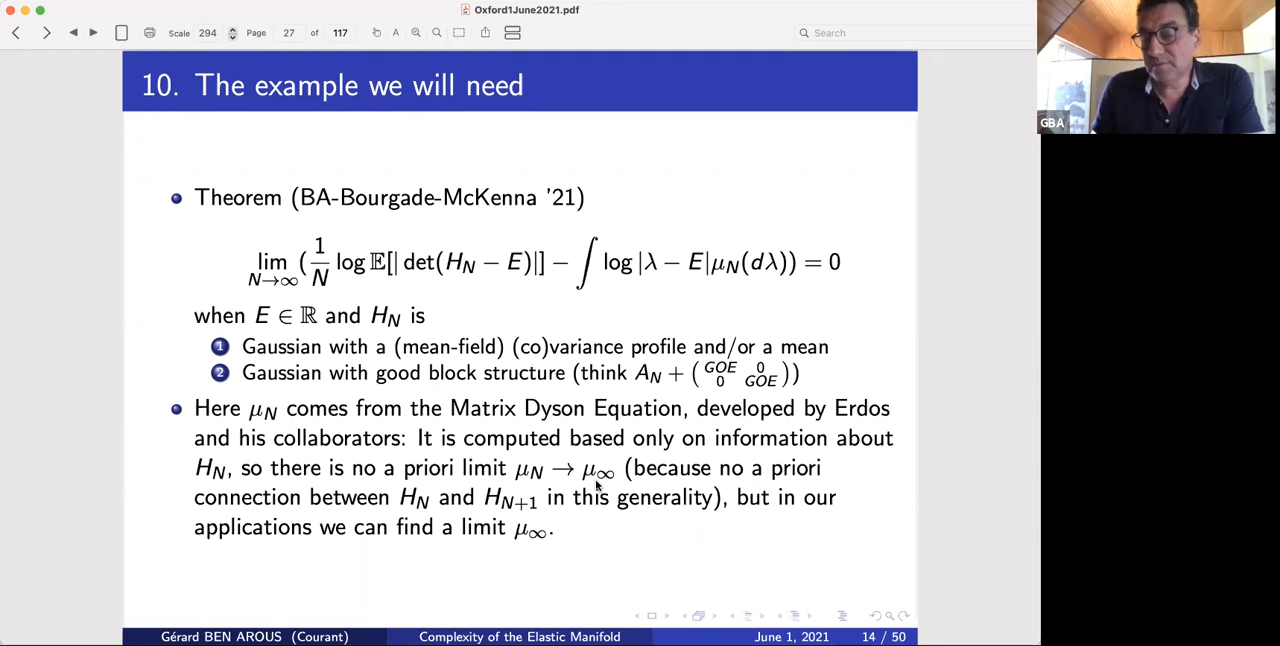 Oxford1June2021.pdf
Scale 294 Page 27 of 117 A Search
10. The example we will need
GBA
Theorem (BA-Bourgade-McKenna '21)
lim_{N→∞} (1/N log 𝔼[| det(H_N − E)|] − ∫ log |λ − E|μ_N(dλ)) = 0
when E ∈ ℝ and H_N is
1 Gaussian with a (mean-field) (co)variance profile and/or a mean
2 Gaussian with good block structure (think A_N + (GOE 0 0 GOE))
Here μ_N comes from the Matrix Dyson Equation, developed by Erdos
and his collaborators: It is computed based only on information about
H_N, so there is no a priori limit μ_N → μ_∞ (because no a priori
connection between H_N and H_{N+1} in this generality), but in our
applications we can find a limit μ_∞.
Gérard BEN AROUS (Courant) Complexity of the Elastic Manifold June 1, 2021 14 / 50